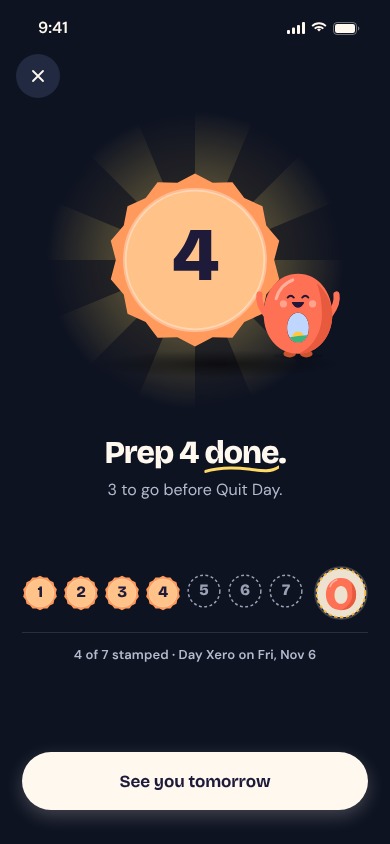 9:41
4
Prep 4 done.
3 to go before Quit Day.
1 2 3 4 5 6 7 0
4 of 7 stamped · Day Xero on Fri, Nov 6
See you tomorrow